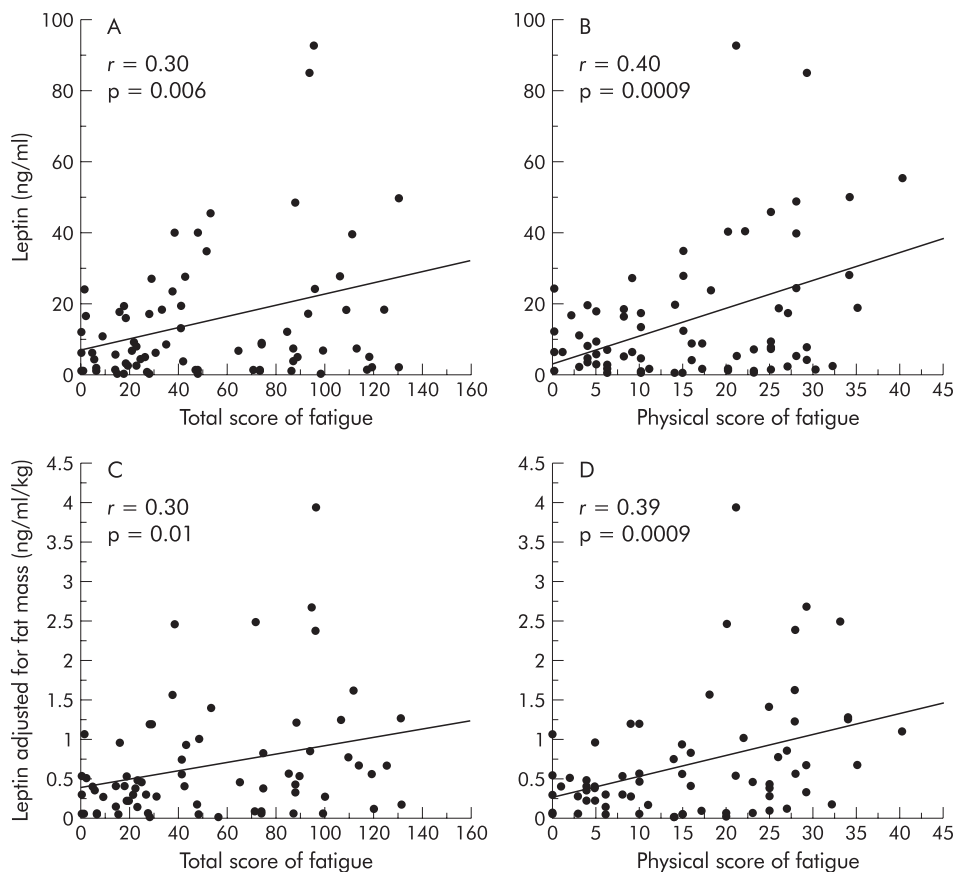 A
r = 0.30
p = 0.006
Leptin (ng/ml)
100
80
60
40
20
0
0 20 40 60 80 100 120 140 160
Total score of fatigue
B
r = 0.40
p = 0.0009
100
80
60
40
20
0
0 5 10 15 20 25 30 35 40 45
Physical score of fatigue
C
r = 0.30
p = 0.01
Leptin adjusted for fat mass (ng/ml/kg)
4.5
4
3.5
3
2.5
2
1.5
1
0.5
0
0 20 40 60 80 100 120 140 160
Total score of fatigue
D
r = 0.39
p = 0.0009
4.5
4
3.5
3
2.5
2
1.5
1
0.5
0
0 5 10 15 20 25 30 35 40 45
Physical score of fatigue